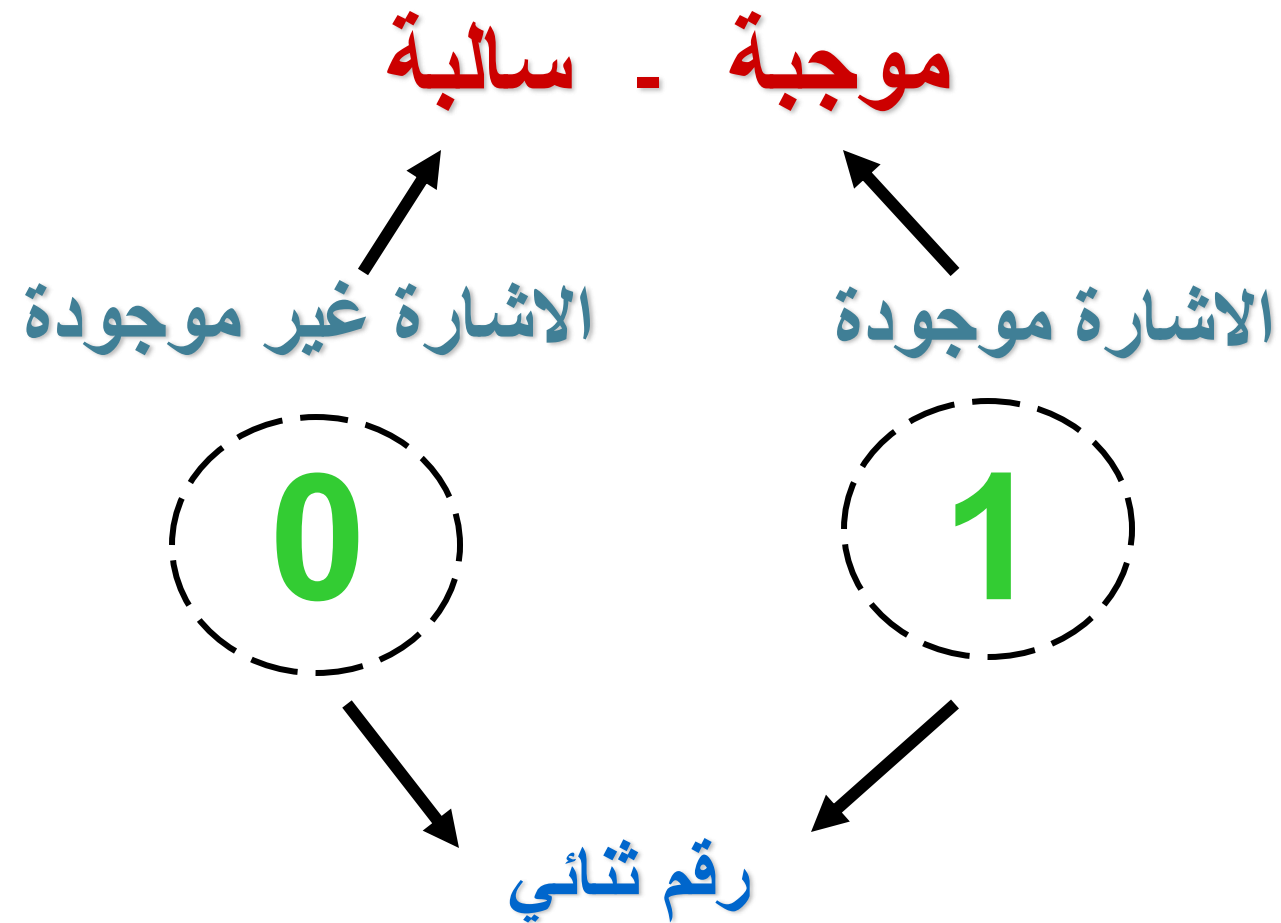 موجبة - سالبة
الاشارة موجودة
الاشارة غير موجودة
1
0
رقم ثنائي